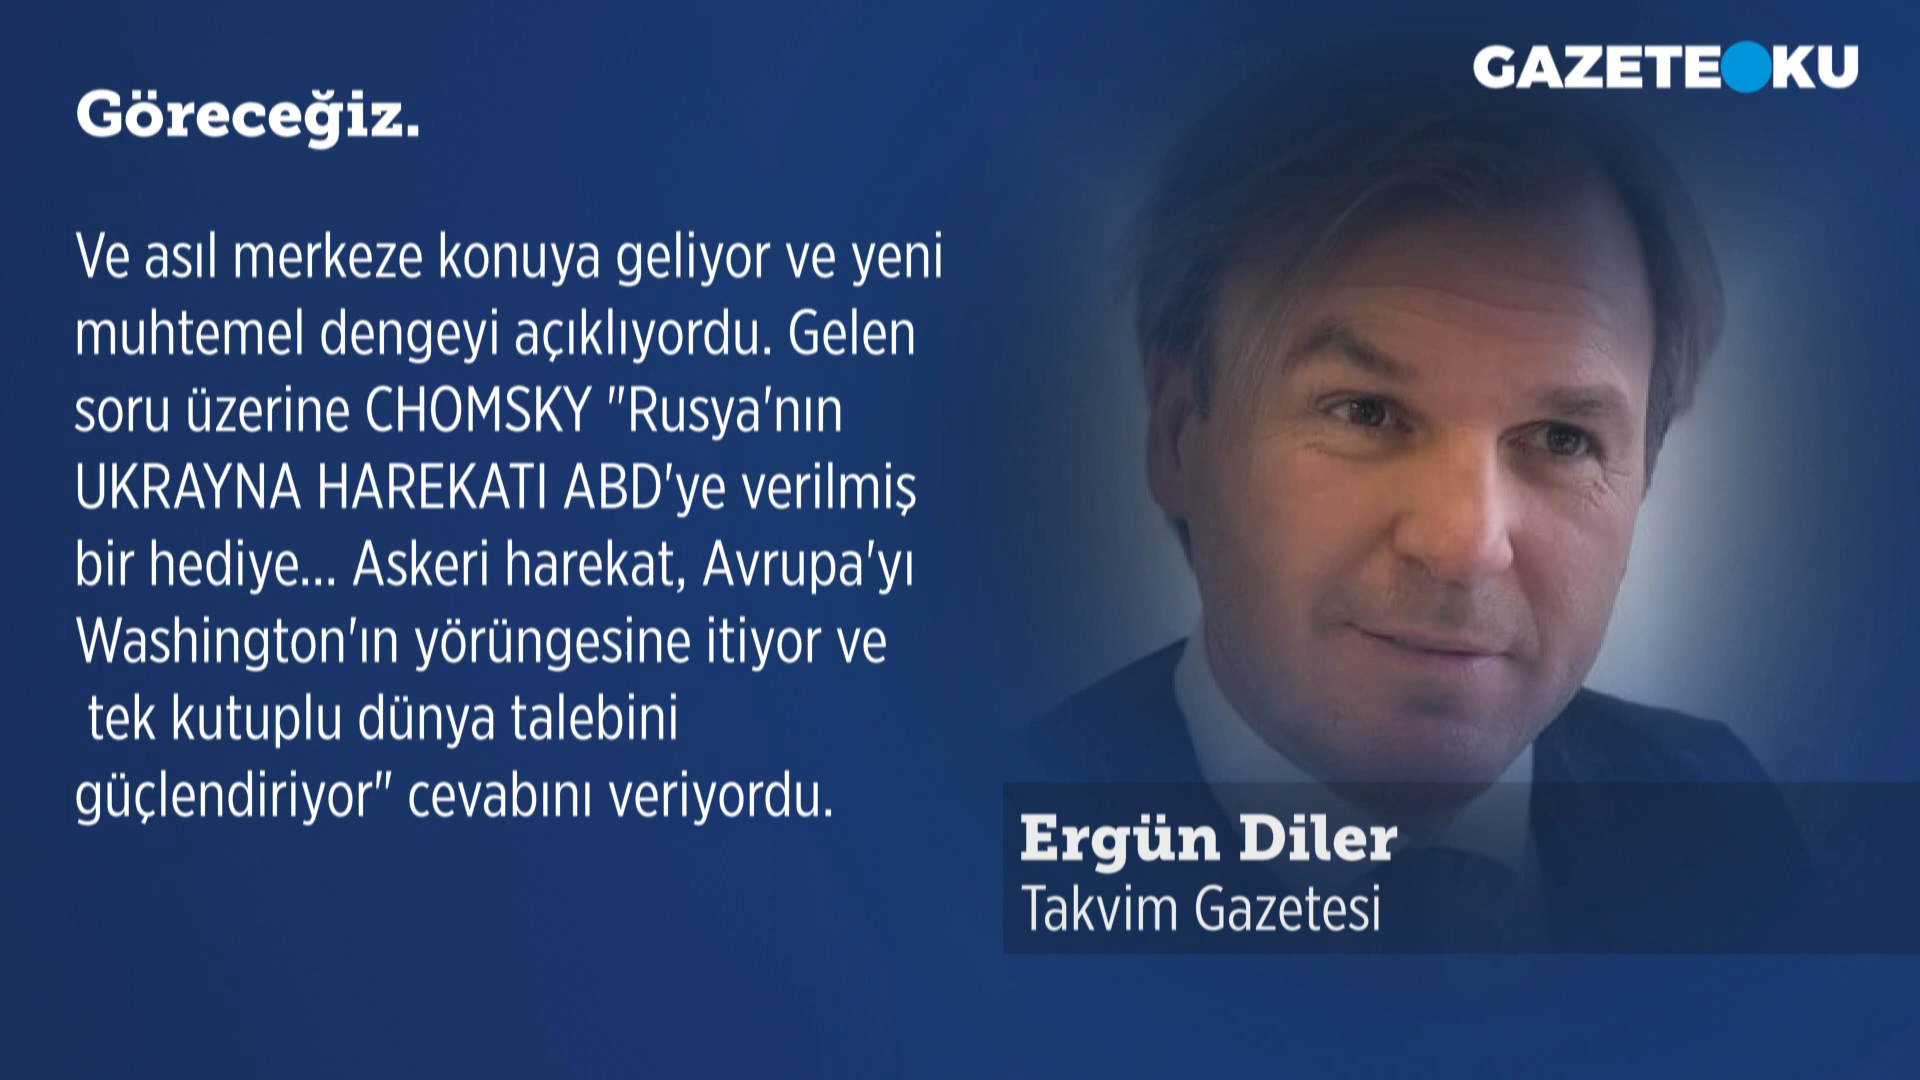 GAZETEOKU
Göreceğiz.
Ve asıl merkeze konuya geliyor ve yeni
muhtemel dengeyi açıklıyordu. Gelen
soru üzerine CHOMSKY "Rusya'nın
UKRAYNA HAREKATI ABD'ye verilmiş
bir hediye... Askeri harekat, Avrupa'yı
Washington'ın yörüngesine itiyor ve
tek kutuplu dünya talebini
güçlendiriyor" cevabını veriyordu.
Ergün Diler
Takvim Gazetesi